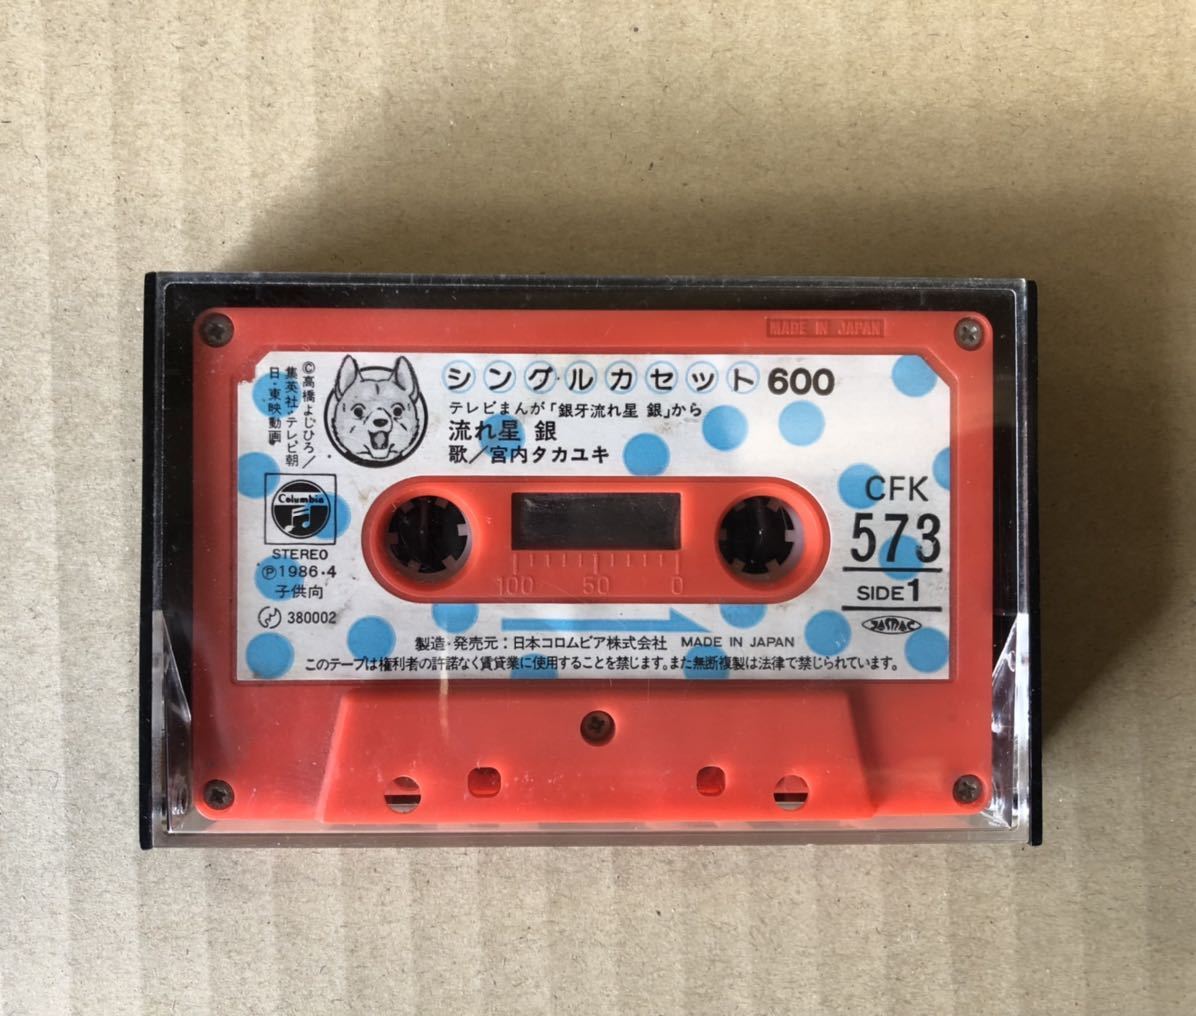 MADE IN JAPAN
シングルカセット600
テレビまんが「銀牙流れ星 銀」から
流れ星 銀
歌／宮内タカユキ
©高橋よしひろ／
集英社・テレビ朝
日・東映動画
Columbia
STEREO
Ⓟ1986・4
子供向
380002
CFK
573
SIDE 1
JASRAC
100 50 0
製造・発売元：日本コロムビア株式会社 MADE IN JAPAN
このテープは権利者の許諾なく賃貸業に使用することを禁じます。また無断複製は法律で禁じられています。